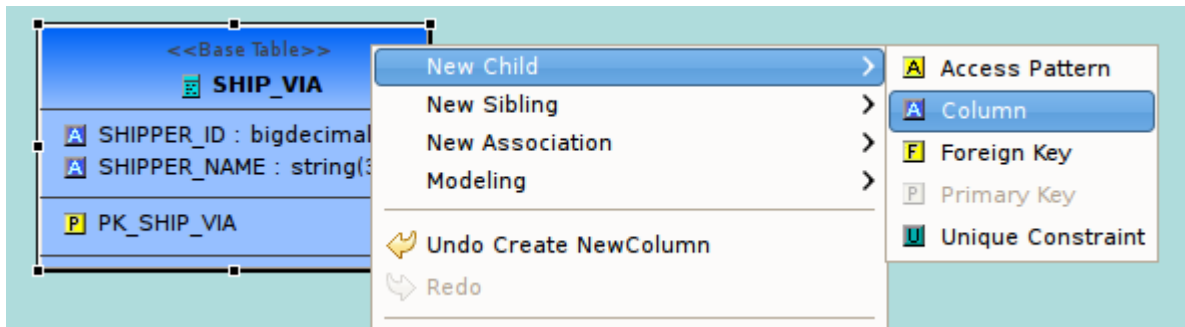 <<Base Table>>
SHIP_VIA
A SHIPPER_ID : bigdecimal
A SHIPPER_NAME : string(3
P PK_SHIP_VIA
New Child
New Sibling
New Association
Modeling
Undo Create NewColumn
Redo
A Access Pattern
A Column
F Foreign Key
P Primary Key
U Unique Constraint